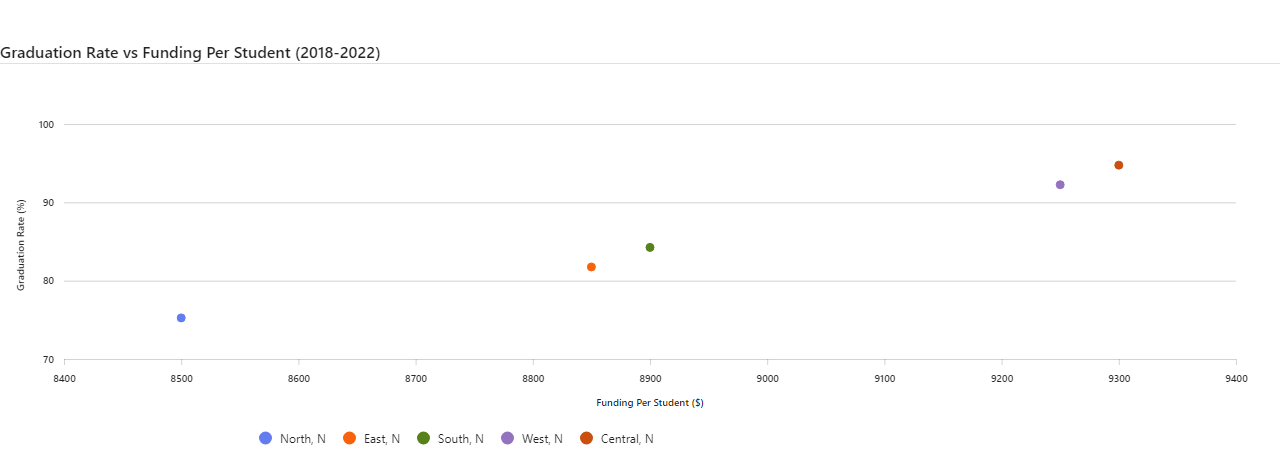 Graduation Rate vs Funding Per Student (2018-2022)
100
90
80
70
Graduation Rate (%)
8400 8500 8600 8700 8800 8900 9000 9100 9200 9300 9400
Funding Per Student ($)
North, N East, N South, N West, N Central, N